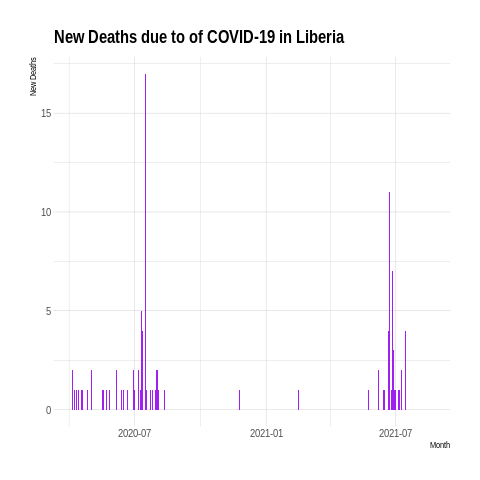 New Deaths due to of COVID-19 in Liberia
New Deaths
15
10
5
0
2020-07
2021-01
2021-07
Month